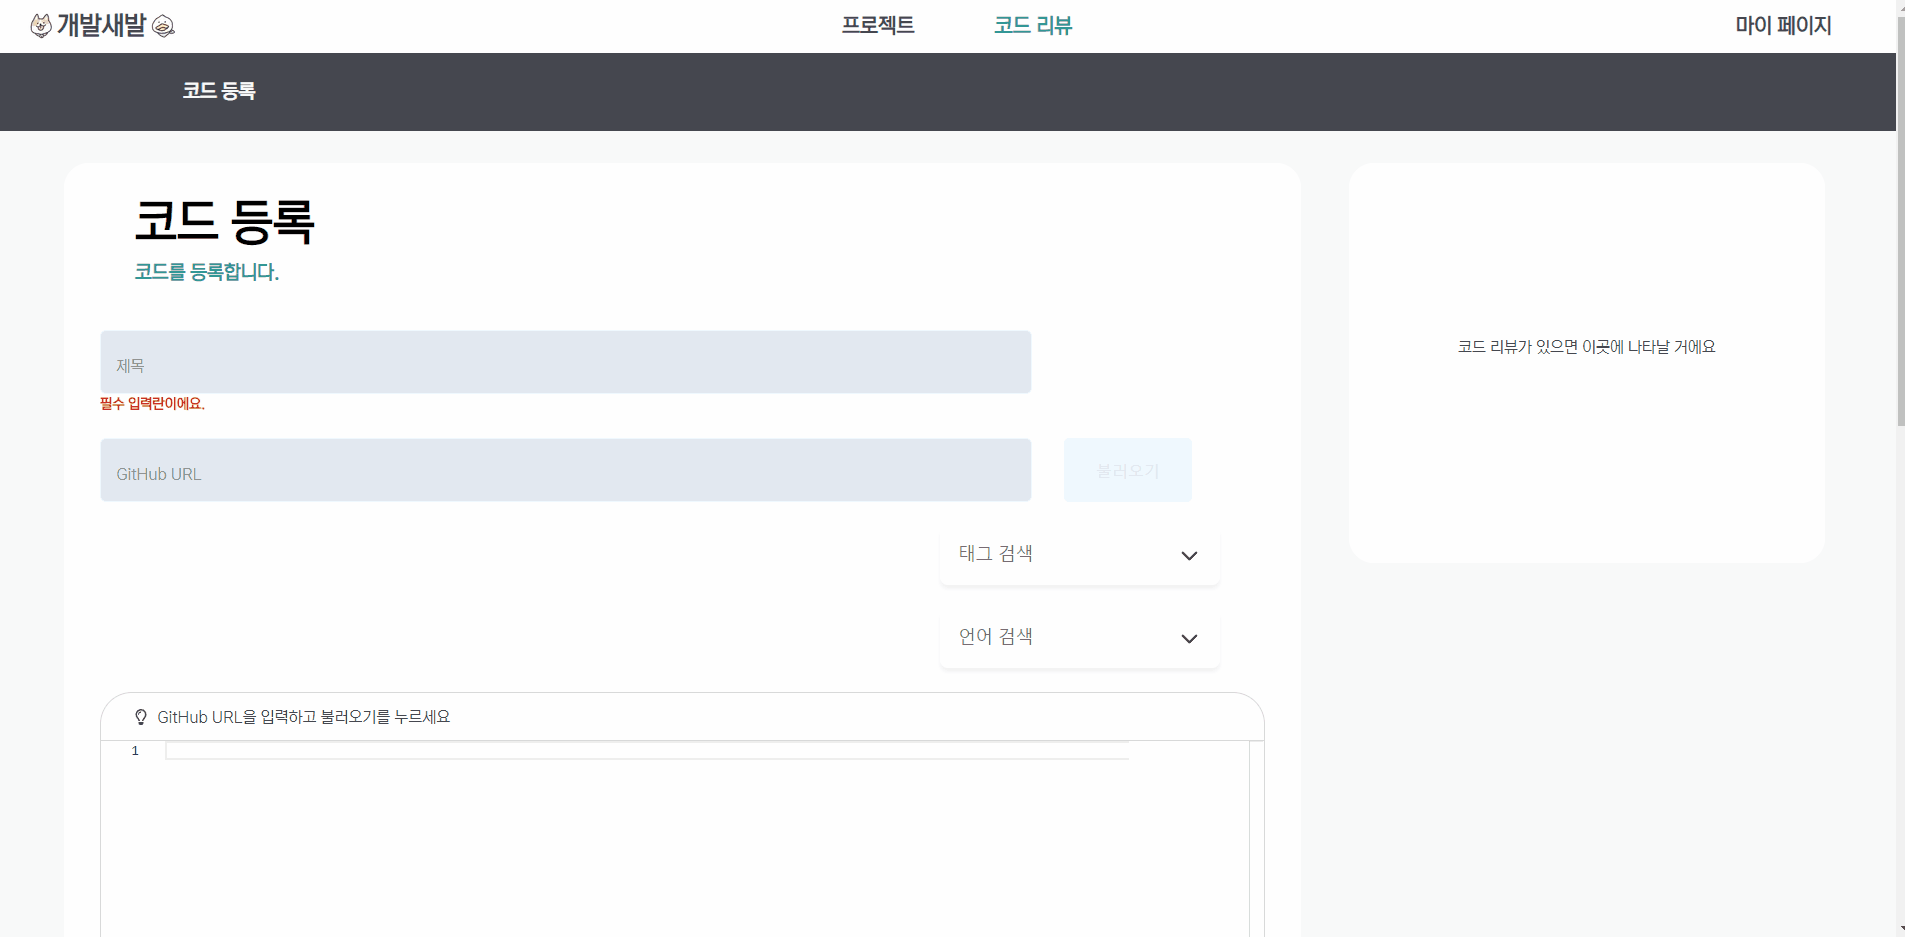 개발새발
프로젝트
코드 리뷰
마이 페이지
코드 등록
코드 등록
코드를 등록합니다.
제목
필수 입력란이에요.
GitHub URL
불러오기
태그 검색
언어 검색
GitHub URL을 입력하고 불러오기를 누르세요
1
코드 리뷰가 있으면 이곳에 나타날 거에요